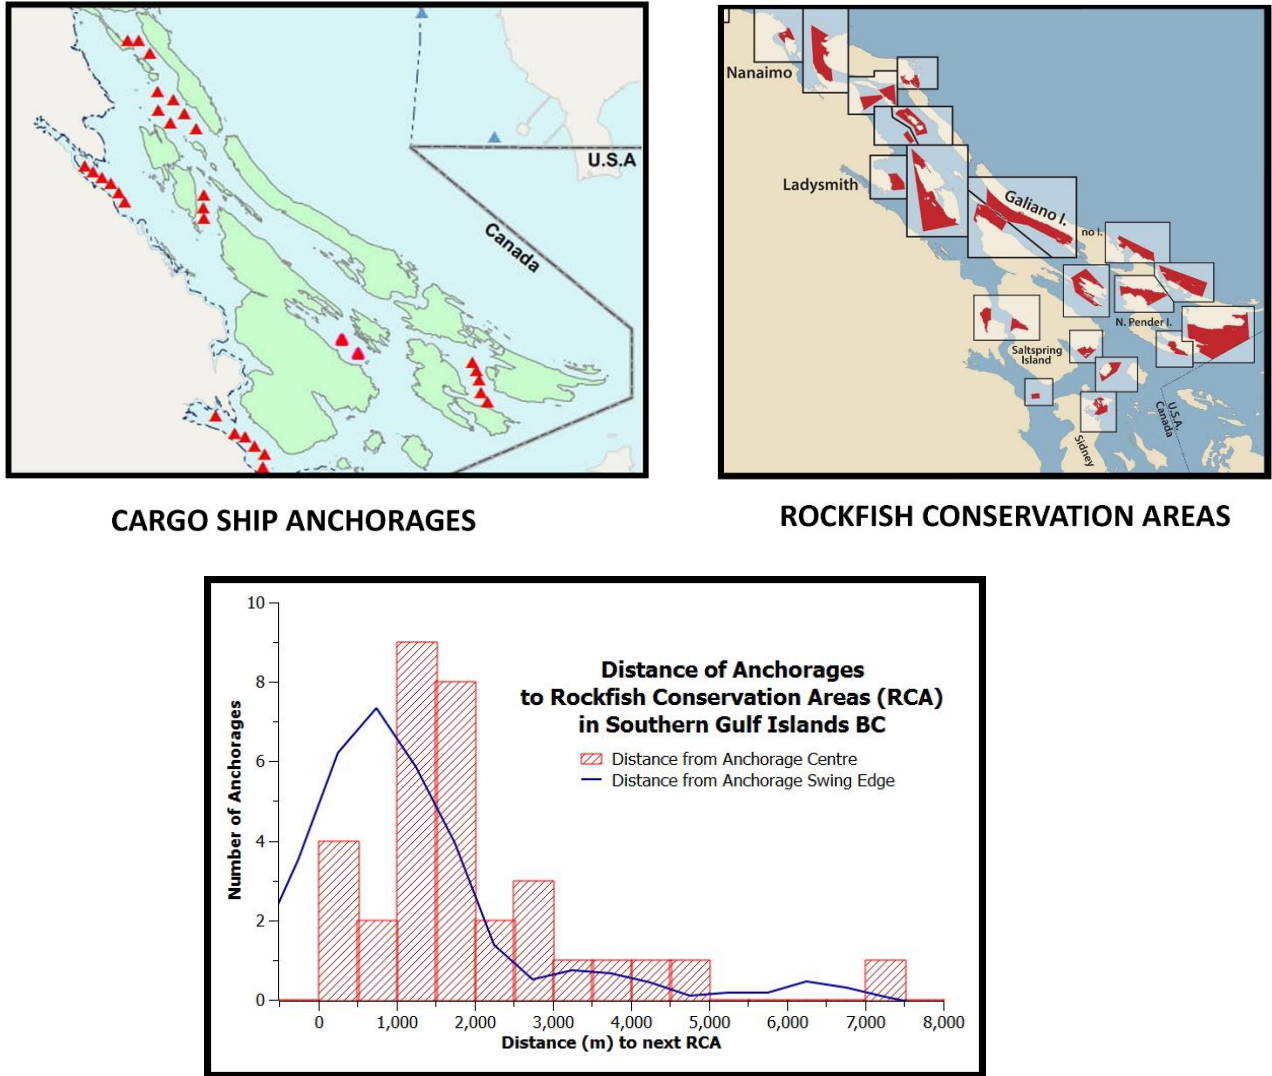 U.S.A
Canada
CARGO SHIP ANCHORAGES
Nanaimo
Ladysmith
Galiano I.
no I.
N. Pender I.
Saltspring
Island
U.S.A.
Canada
Sidney
ROCKFISH CONSERVATION AREAS
Distance of Anchorages
to Rockfish Conservation Areas (RCA)
in Southern Gulf Islands BC
Distance from Anchorage Centre
Distance from Anchorage Swing Edge
Number of Anchorages
10
8
6
4
2
0
0 1,000 2,000 3,000 4,000 5,000 6,000 7,000 8,000
Distance (m) to next RCA